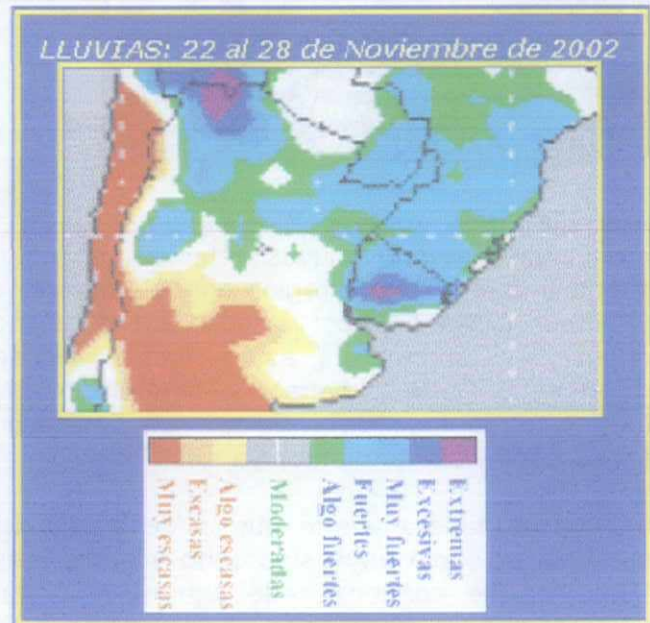 LLUVIAS: 22 al 28 de Noviembre de 2002
Muy escasas
Escasas
Algo escasas
Moderadas
Algo fuertes
Fuertes
Muy fuertes
Excesivas
Extremas